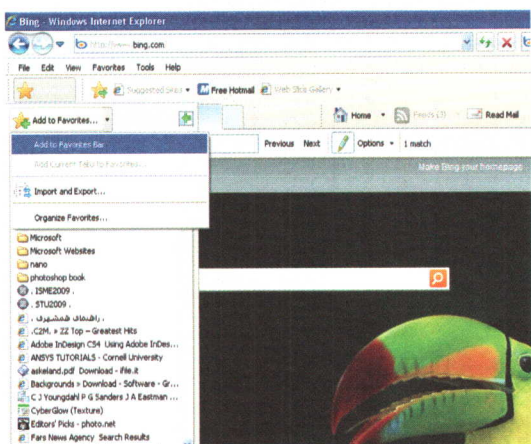 Bing - Windows Internet Explorer
http://www.bing.com
File Edit View Favorites Tools Help
Suggested Sites Free Hotmail Web Slice Gallery
Add to Favorites... Home Feeds (J) Read Mail
Add to Favorites Bar Previous Next Options 1 match
Add Current Tabs to Favorites... Make Bing your homepage
Import and Export...
Organize Favorites...
Microsoft
Microsoft Websites
nano
photoshop book
. ISME2009 .
. STU2009 .
. راهنمای همشهری .
.C2M. » ZZ Top – Greatest Hits
Adobe InDesign CS4 Using Adobe InDes...
ANSYS TUTORIALS - Cornell University
askeland.pdf Download - ifile.it
Backgrounds » Download - Software - Gr...
C J Youngdahl P G Sanders J A Eastman ...
CyberGlow (Texture)
Editors' Picks - photo.net
Fars News Agency Search Results